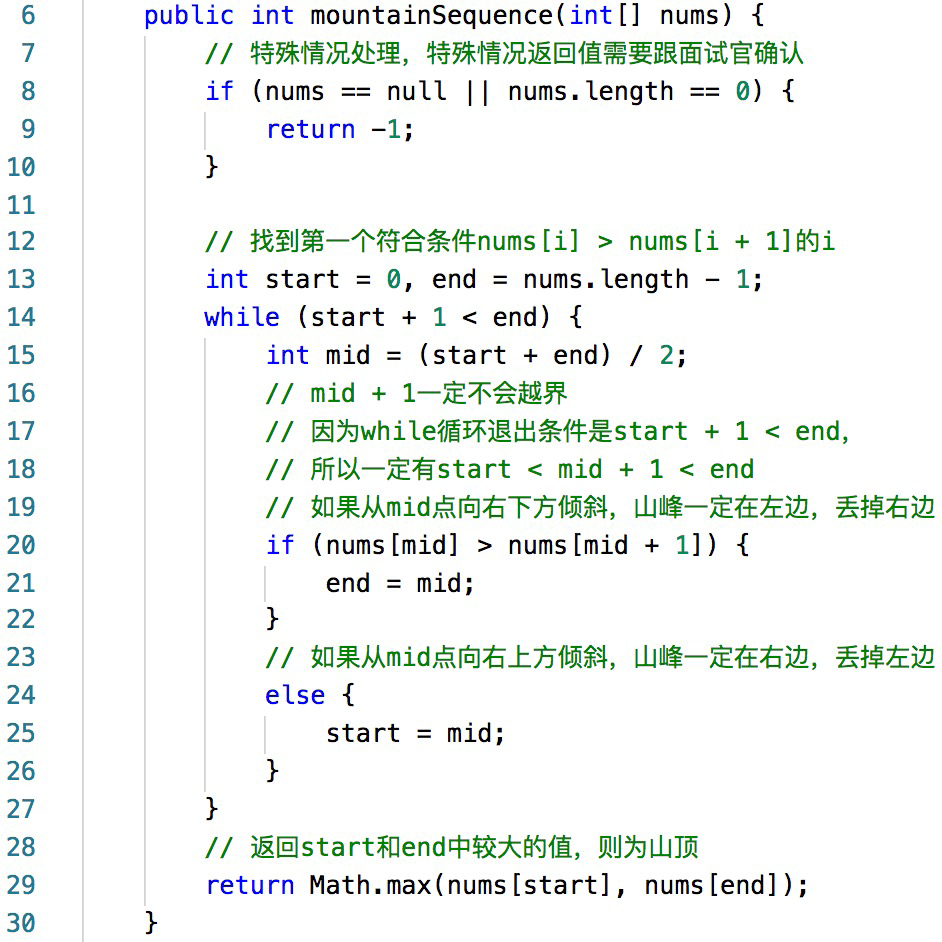 6 public int mountainSequence(int[] nums) {
7 // 特殊情况处理，特殊情况返回值需要跟面试官确认
8 if (nums == null || nums.length == 0) {
9 return -1;
10 }
11
12 // 找到第一个符合条件nums[i] > nums[i + 1]的i
13 int start = 0, end = nums.length - 1;
14 while (start + 1 < end) {
15 int mid = (start + end) / 2;
16 // mid + 1一定不会越界
17 // 因为while循环退出条件是start + 1 < end，
18 // 所以一定有start < mid + 1 < end
19 // 如果从mid点向右下方倾斜，山峰一定在左边，丢掉右边
20 if (nums[mid] > nums[mid + 1]) {
21 end = mid;
22 }
23 // 如果从mid点向右上方倾斜，山峰一定在右边，丢掉左边
24 else {
25 start = mid;
26 }
27 }
28 // 返回start和end中较大的值，则为山顶
29 return Math.max(nums[start], nums[end]);
30 }